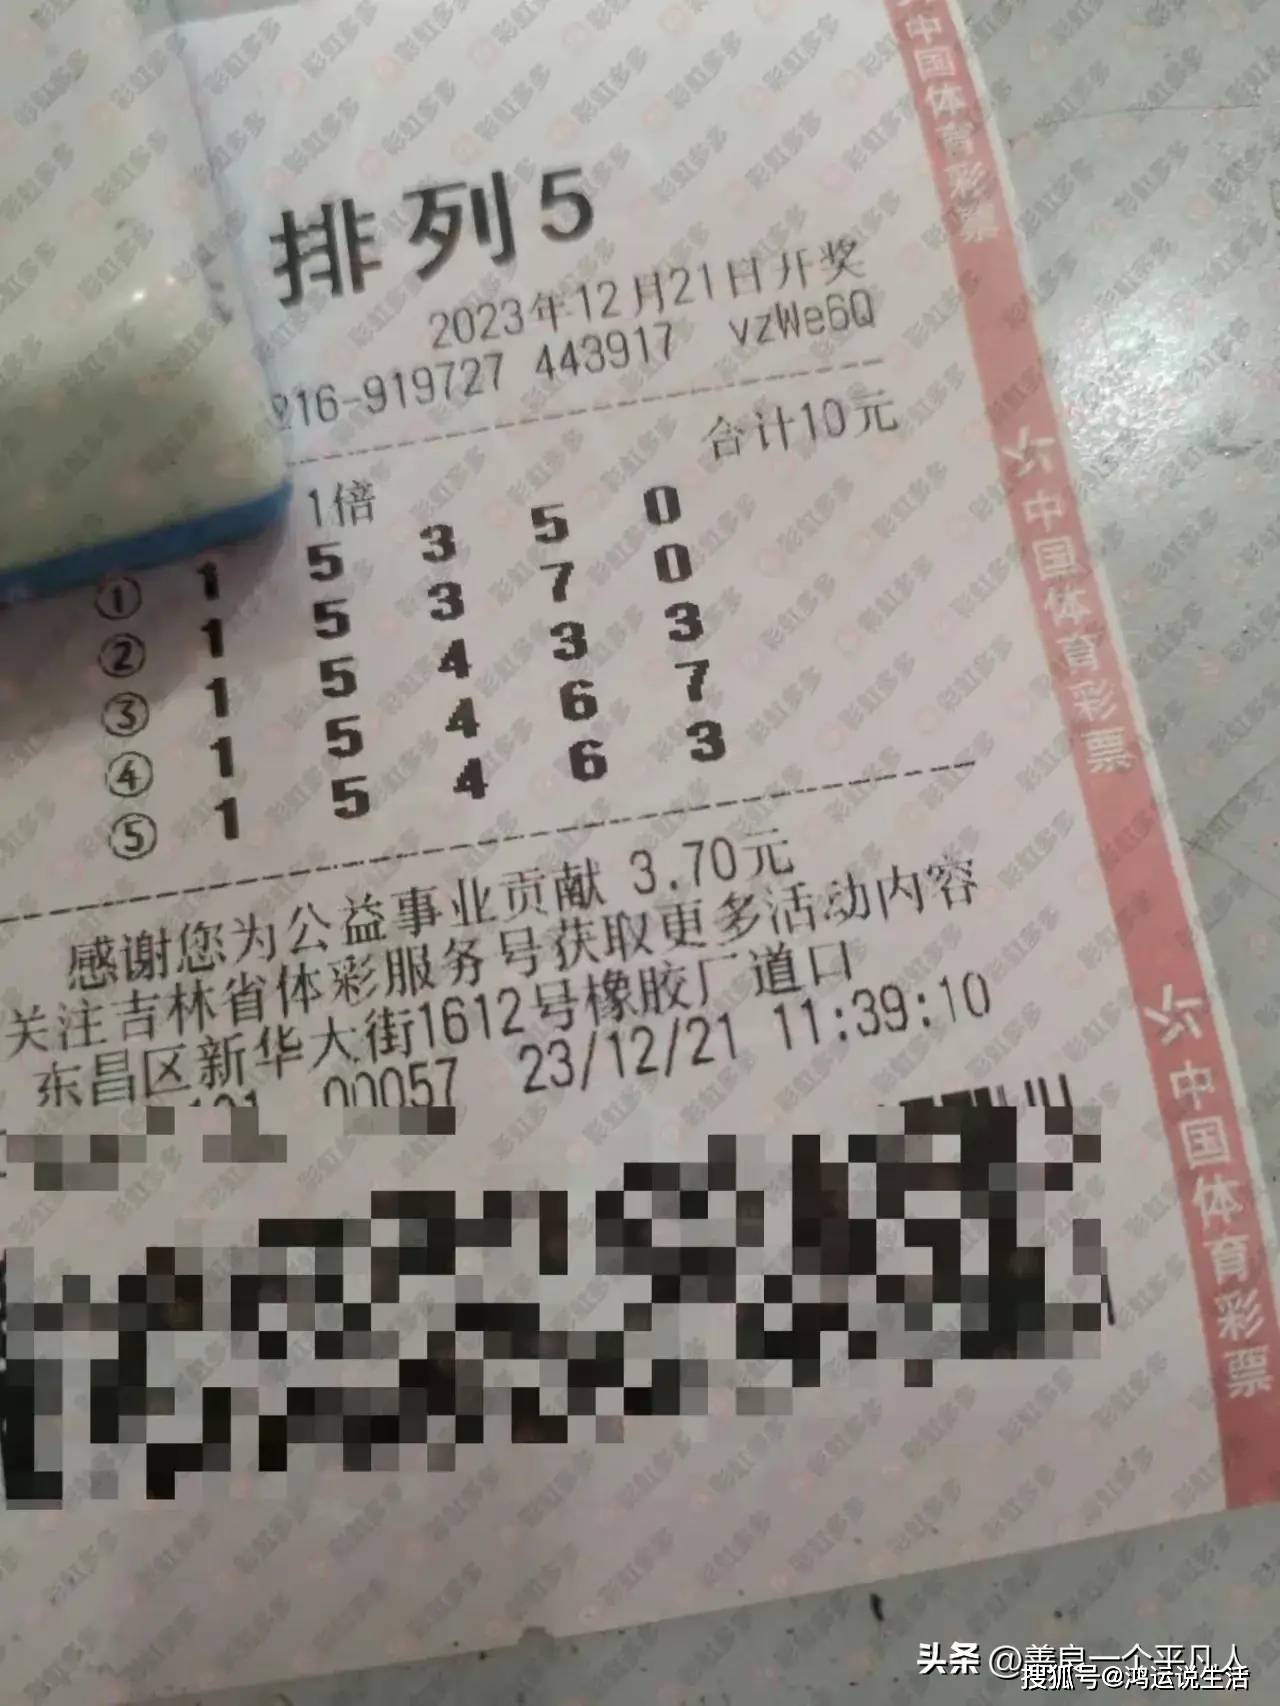 排列5
2023年12月21日开奖
216-919727 443917 vzWe6Q
合计10元
1倍
① 1 5 3 5 0
② 1 5 3 7 0
③ 1 5 4 3 3
④ 1 5 4 6 7
⑤ 1 5 4 6 3
感谢您为公益事业贡献 3.70元
关注吉林省体彩服务号获取更多活动内容
东昌区新华大街1612号橡胶厂道口
00057 23/12/21 11:39:10
中国体育彩票
中国体育彩票
中国体育彩票
彩虹多多
头条 @善良一个平凡人
搜狐号@鸿运说生活